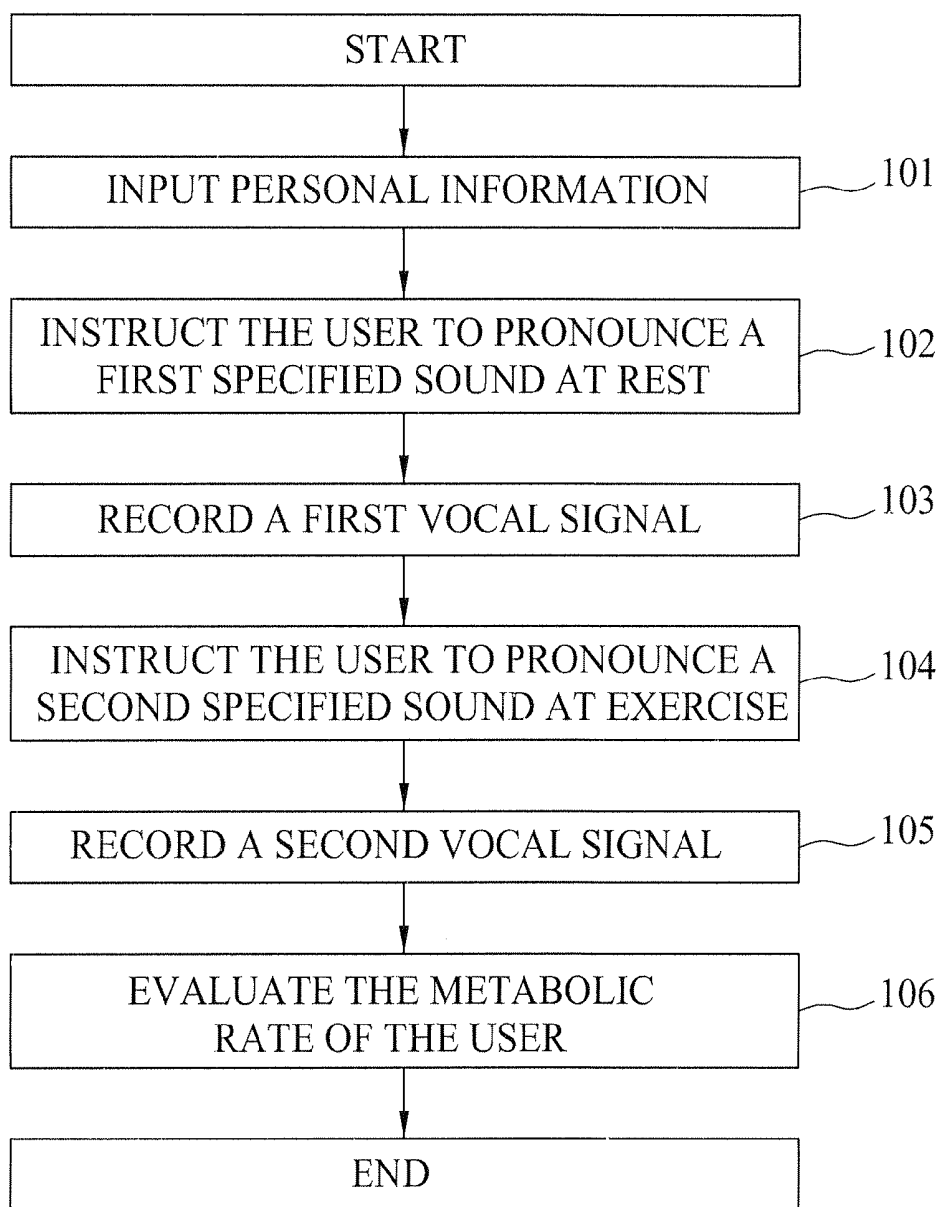 START
INPUT PERSONAL INFORMATION
101
INSTRUCT THE USER TO PRONOUNCE A
FIRST SPECIFIED SOUND AT REST
102
RECORD A FIRST VOCAL SIGNAL
103
INSTRUCT THE USER TO PRONOUNCE A
SECOND SPECIFIED SOUND AT EXERCISE
104
RECORD A SECOND VOCAL SIGNAL
105
EVALUATE THE METABOLIC
RATE OF THE USER
106
END